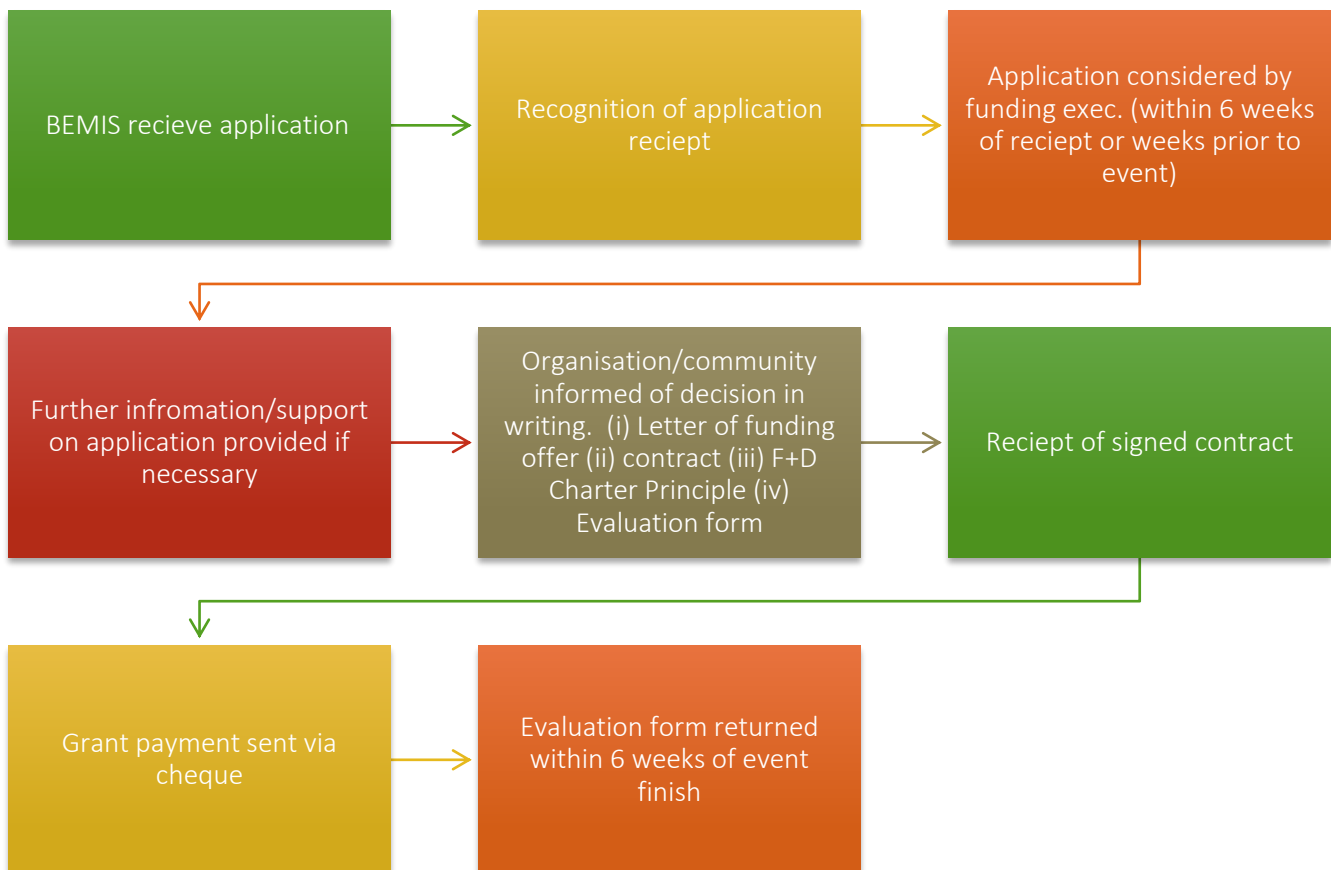 BEMIS recieve application
Recognition of application
reciept
Application considered by
funding exec. (within 6 weeks
of reciept or weeks prior to
event)
Further infromation/support
on application provided if
necessary
Organisation/community
informed of decision in
writing.  (i) Letter of funding
offer (ii) contract (iii) F+D
Charter Principle (iv)
Evaluation form
Reciept of signed contract
Grant payment sent via
cheque
Evaluation form returned
within 6 weeks of event
finish